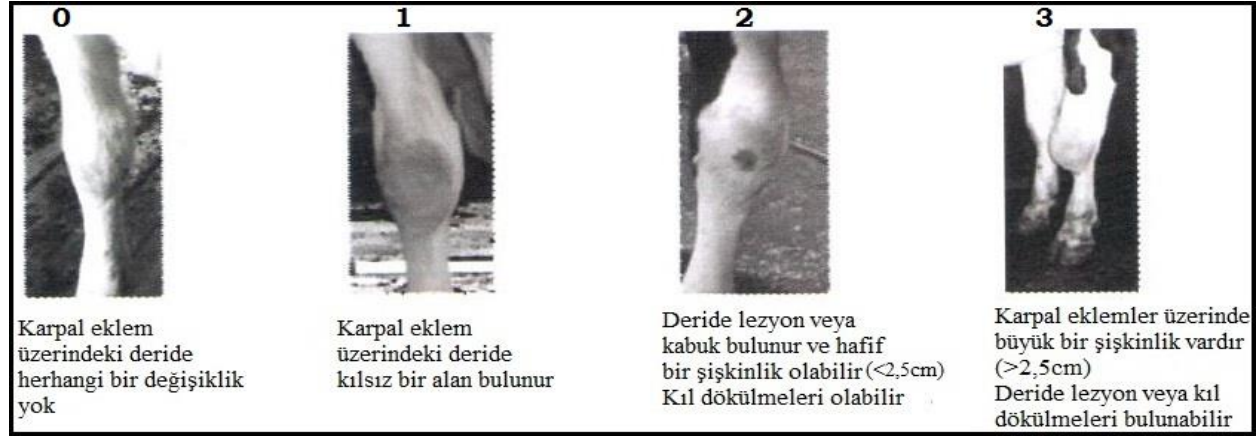 0
1
2
3
Karpal eklem
üzerindeki deride
herhangi bir değişiklik
yok
Karpal eklem
üzerindeki deride
kılsız bir alan bulunur
Deride lezyon veya
kabuk bulunur ve hafif
bir şişkinlik olabilir (<2,5cm)
Kıl dökülmeleri olabilir
Karpal eklemler üzerinde
büyük bir şişkinlik vardır
(>2,5cm)
Deride lezyon veya kıl
dökülmeleri bulunabilir